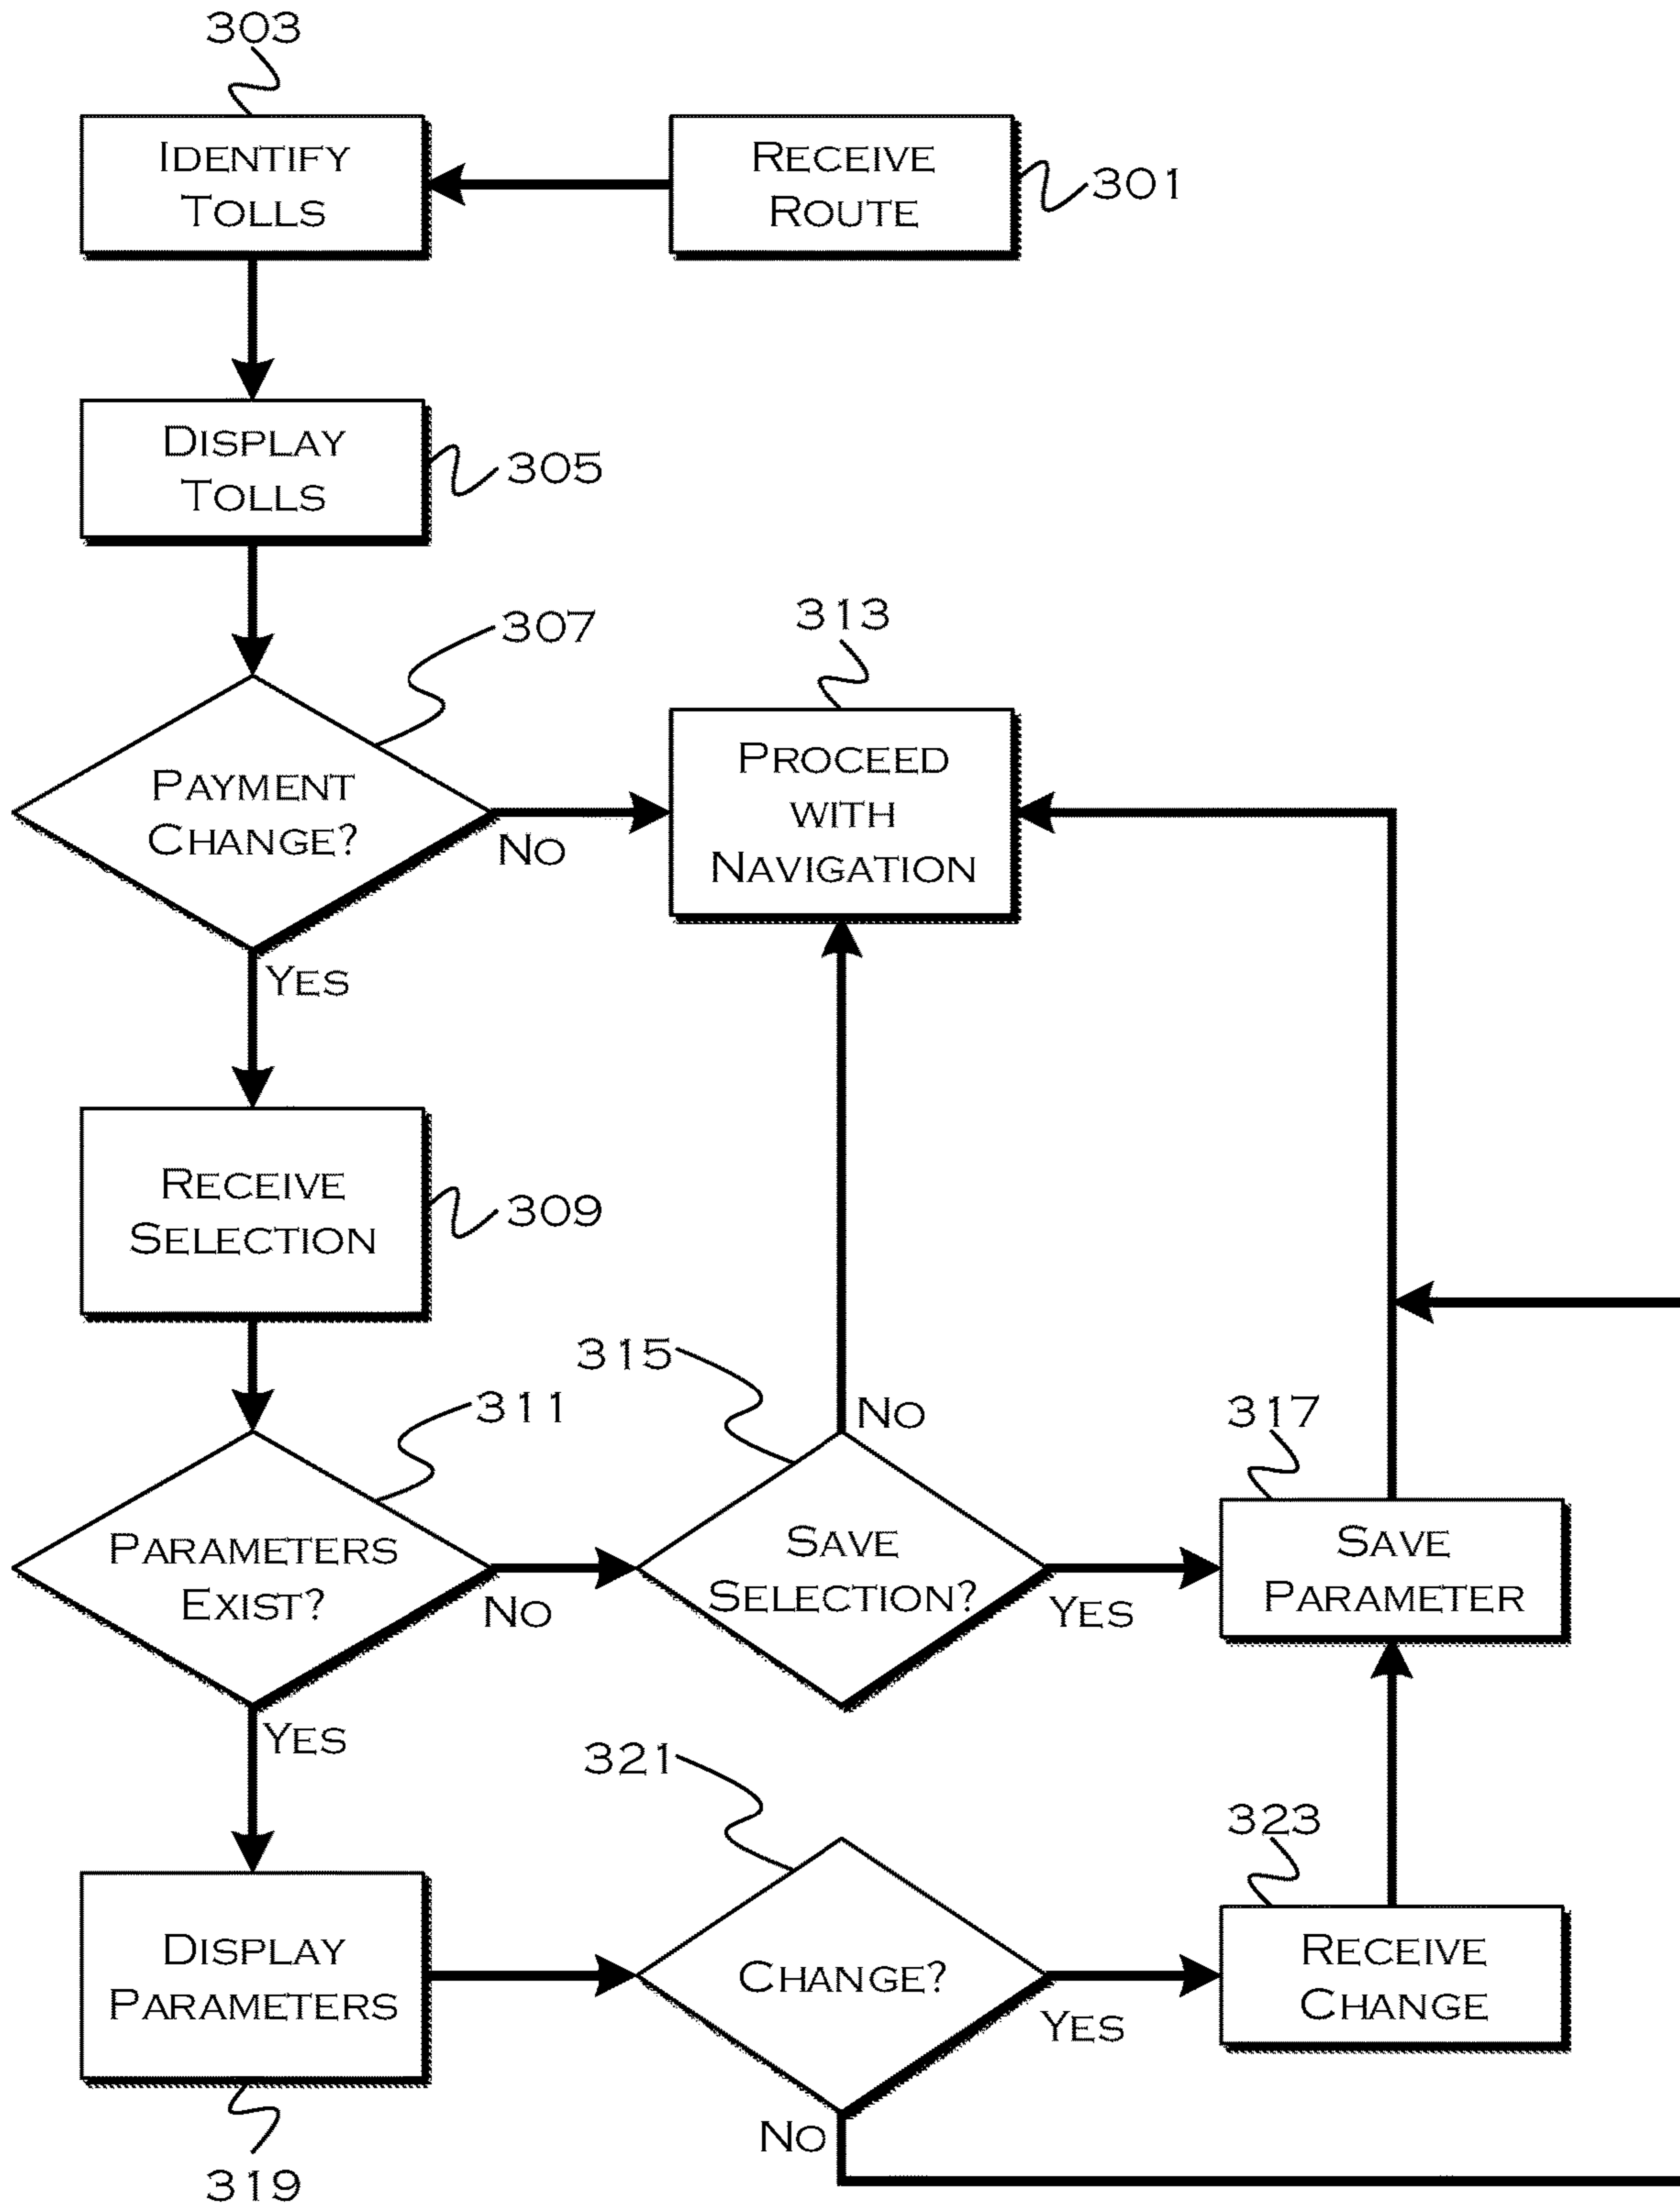 303
IDENTIFY
TOLLS
RECEIVE
ROUTE
301
DISPLAY
TOLLS
305
307
313
PAYMENT
CHANGE?
NO
YES
PROCEED
WITH
NAVIGATION
RECEIVE
SELECTION
309
311
315
NO
317
PARAMETERS
EXIST?
NO
YES
SAVE
SELECTION?
YES
SAVE
PARAMETER
321
323
DISPLAY
PARAMETERS
319
CHANGE?
YES
NO
RECEIVE
CHANGE